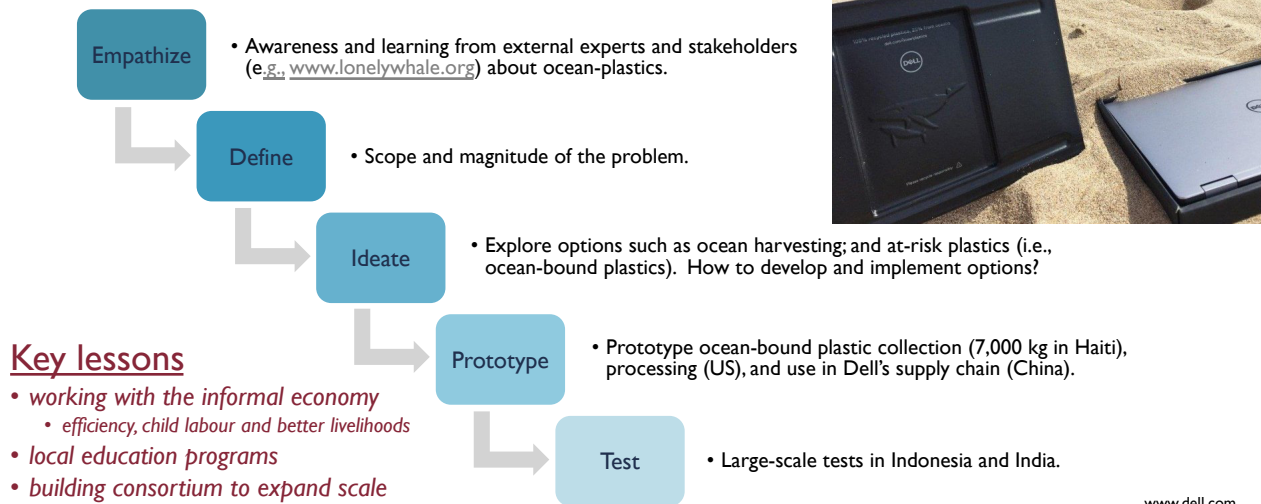 Empathize
• Awareness and learning from external experts and stakeholders
(e.g., www.lonelywhale.org) about ocean-plastics.
Define
• Scope and magnitude of the problem.
Ideate
• Explore options such as ocean harvesting; and at-risk plastics (i.e.,
ocean-bound plastics).  How to develop and implement options?
Prototype
• Prototype ocean-bound plastic collection (7,000 kg in Haiti),
processing (US), and use in Dell's supply chain (China).
Test
• Large-scale tests in Indonesia and India.
Key lessons
• working with the informal economy
• efficiency, child labour and better livelihoods
• local education programs
• building consortium to expand scale
DELL
www.dell.com